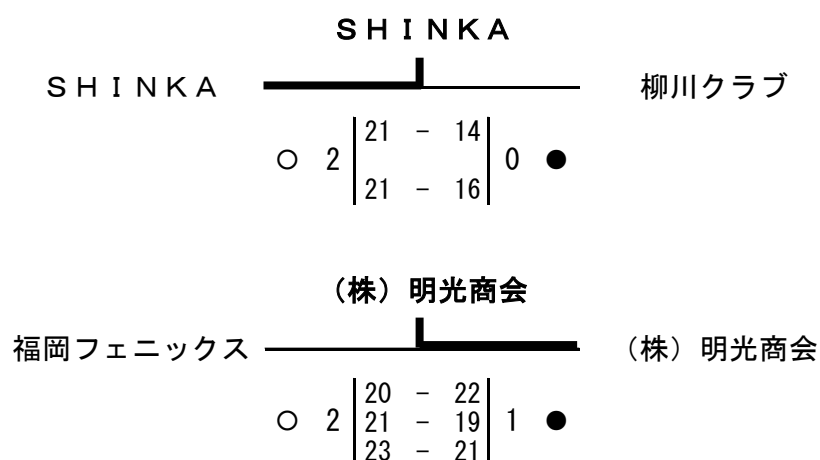 ＳＨＩＮＫＡ
ＳＨＩＮＫＡ 柳川クラブ
21 － 14
○ 2 0 ●
21 － 16
（株）明光商会
福岡フェニックス （株）明光商会
20 － 22
○ 2 21 － 19 1 ●
23 － 21